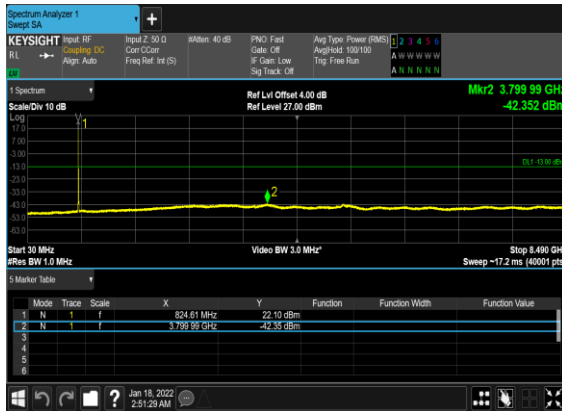 Spectrum Analyzer 1
Swept SA
+
KEYSIGHT Input: RF Input Z: 50 Ω #Atten: 40 dB PNO: Fast Avg Type: Power (RMS) 1 2 3 4 5 6
RL Coupling: DC Corr CCorr Gate: Off Avg|Hold: 100/100 A W W W W W
Align: Auto Freq Ref: Int (S) IF Gain: Low Trig: Free Run
Sig Track: Off A N N N N N
1 Spectrum Ref Lvl Offset 4.00 dB Mkr2 3.799 99 GHz
Scale/Div 10 dB Ref Level 27.00 dBm -42.352 dBm
Log
17.0 1
7.00
-3.00
-13.0 DL1 -13.00 dBm
-23.0
-33.0 2
-43.0
-53.0
-63.0
Start 30 MHz Video BW 3.0 MHz* Stop 8.490 GHz
#Res BW 1.0 MHz Sweep ~17.2 ms (40001 pts)
5 Marker Table
Mode Trace Scale X Y Function Function Width Function Value
1 N 1 f 824.61 MHz 22.10 dBm
2 N 1 f 3.799 99 GHz -42.35 dBm
3
4
5
6
? Jan 18, 2022
2:51:29 AM